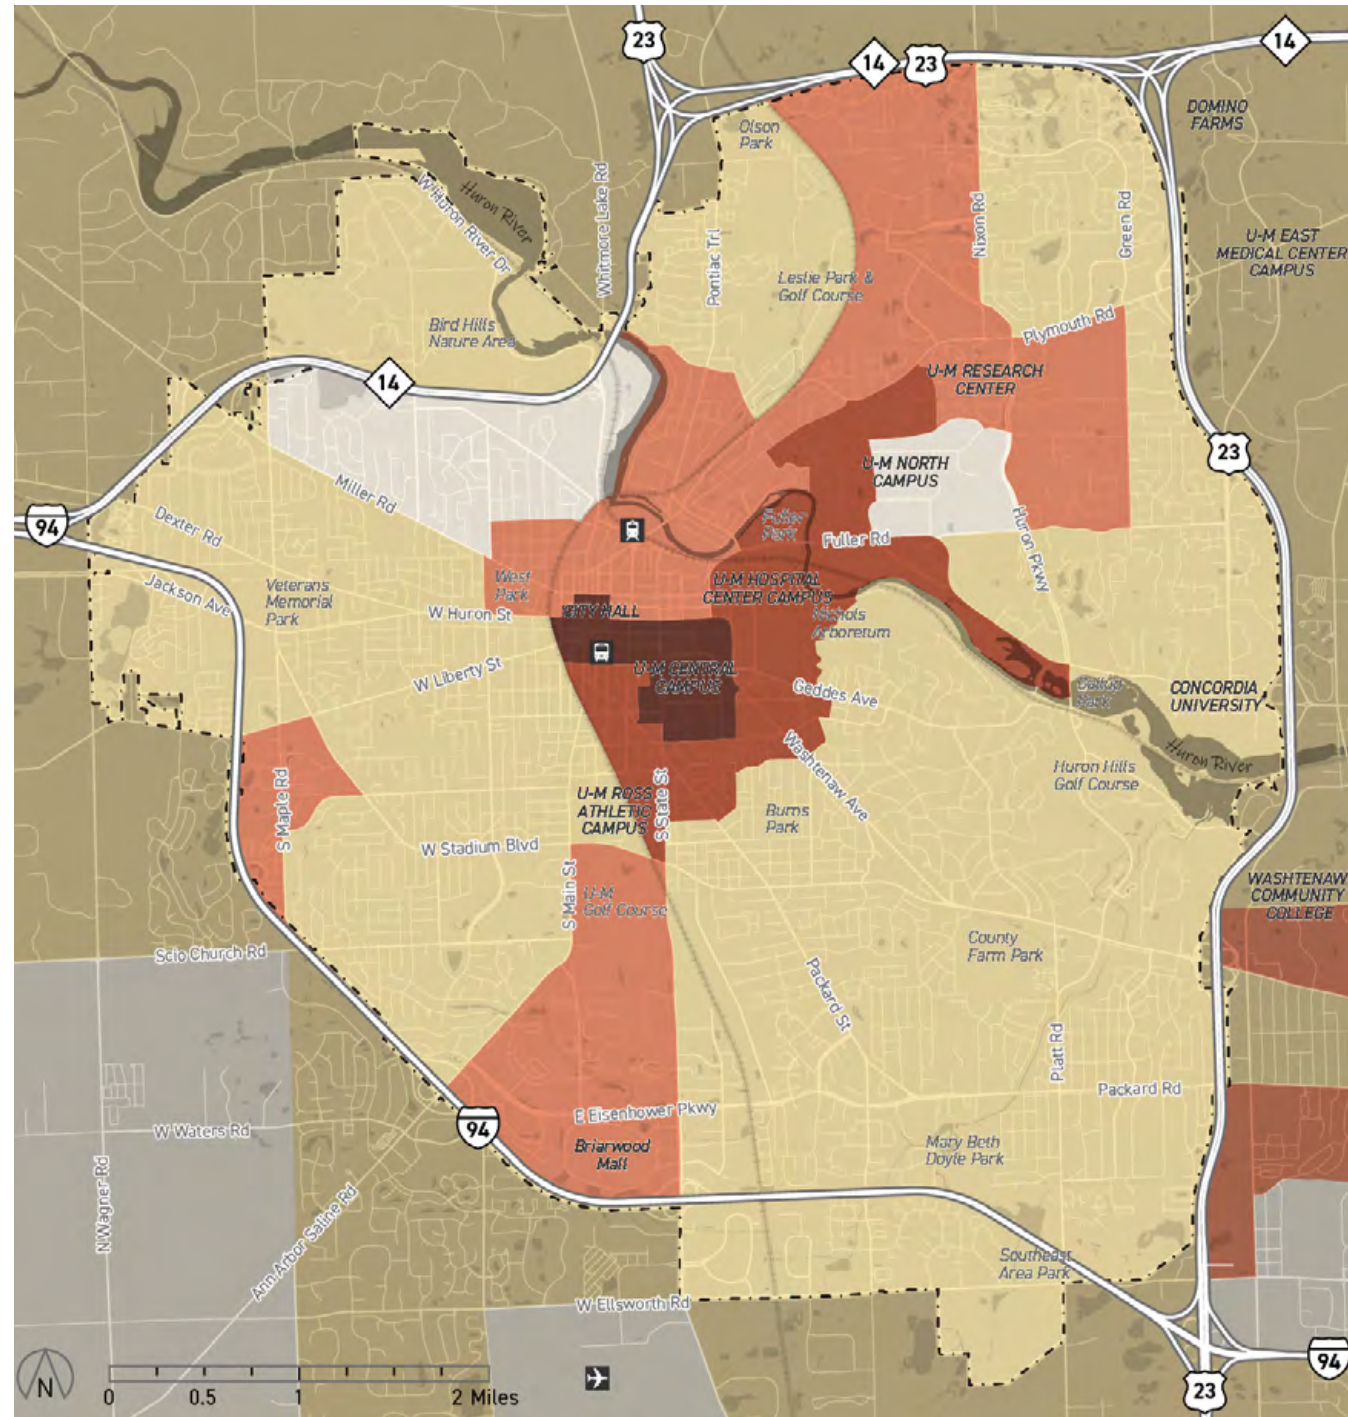 23
14
14
23
DOMINO
FARMS
Olson
Park
W Huron River Dr
Huron River
Whitmore Lake Rd
Pontiac Trl
Nixon Rd
Green Rd
U-M EAST
MEDICAL CENTER
CAMPUS
Leslie Park &
Golf Course
Bird Hills
Nature Area
Plymouth Rd
14
U-M RESEARCH
CENTER
23
U-M NORTH
CAMPUS
Miller Rd
94
Dexter Rd
Fuller
Park
Fuller Rd
Huron Pkwy
Jackson Ave
Veterans
Memorial
Park
West
Park
U-M HOSPITAL
CENTER CAMPUS
CITY HALL
W Huron St
Nichols
Arboretum
W Liberty St
U-M CENTRAL
CAMPUS
Geddes Ave
Gallup
Park
CONCORDIA
UNIVERSITY
Huron River
Washtenaw Ave
Huron Hills
Golf Course
S Maple Rd
U-M ROSS
ATHLETIC
CAMPUS
S State St
Burns
Park
W Stadium Blvd
S Main St
U-M
Golf Course
WASHTENAW
COMMUNITY
COLLEGE
Scio Church Rd
County
Farm Park
Packard St
Platt Rd
Packard Rd
E Eisenhower Pkwy
W Waters Rd
94
Briarwood
Mall
Mary Beth
Doyle Park
N Wagner Rd
Ann Arbor Saline Rd
Southeast
Area Park
W Ellsworth Rd
94
23
N
0 0.5 1 2 Miles